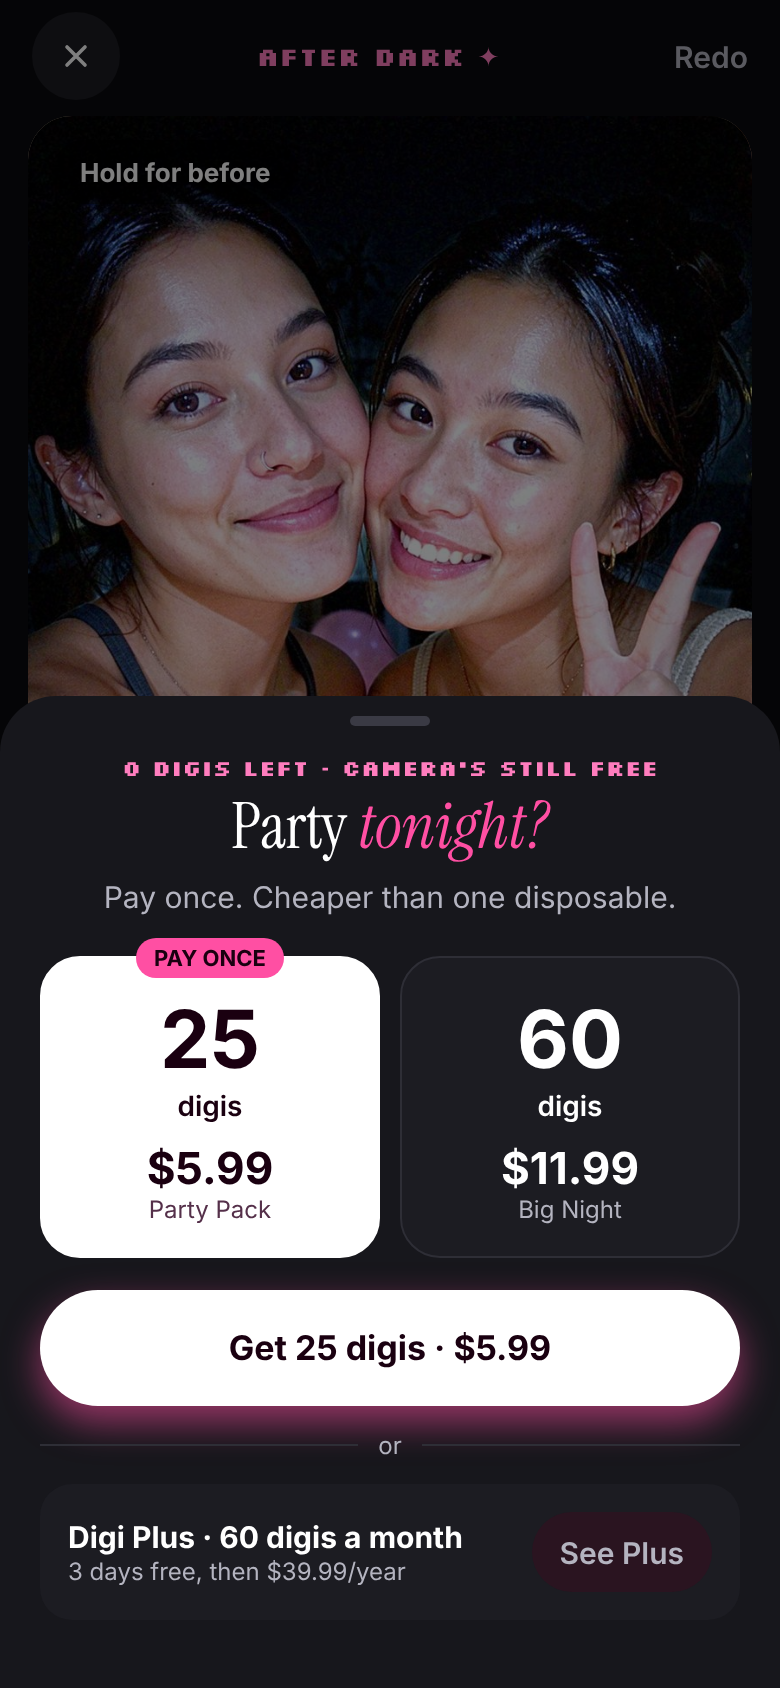 AFTER DARK ✦
Redo
Hold for before
0 DIGIS LEFT - CAMERA'S STILL FREE
Party tonight?
Pay once. Cheaper than one disposable.
PAY ONCE
25
digis
$5.99
Party Pack
60
digis
$11.99
Big Night
Get 25 digis · $5.99
or
Digi Plus · 60 digis a month
3 days free, then $39.99/year
See Plus